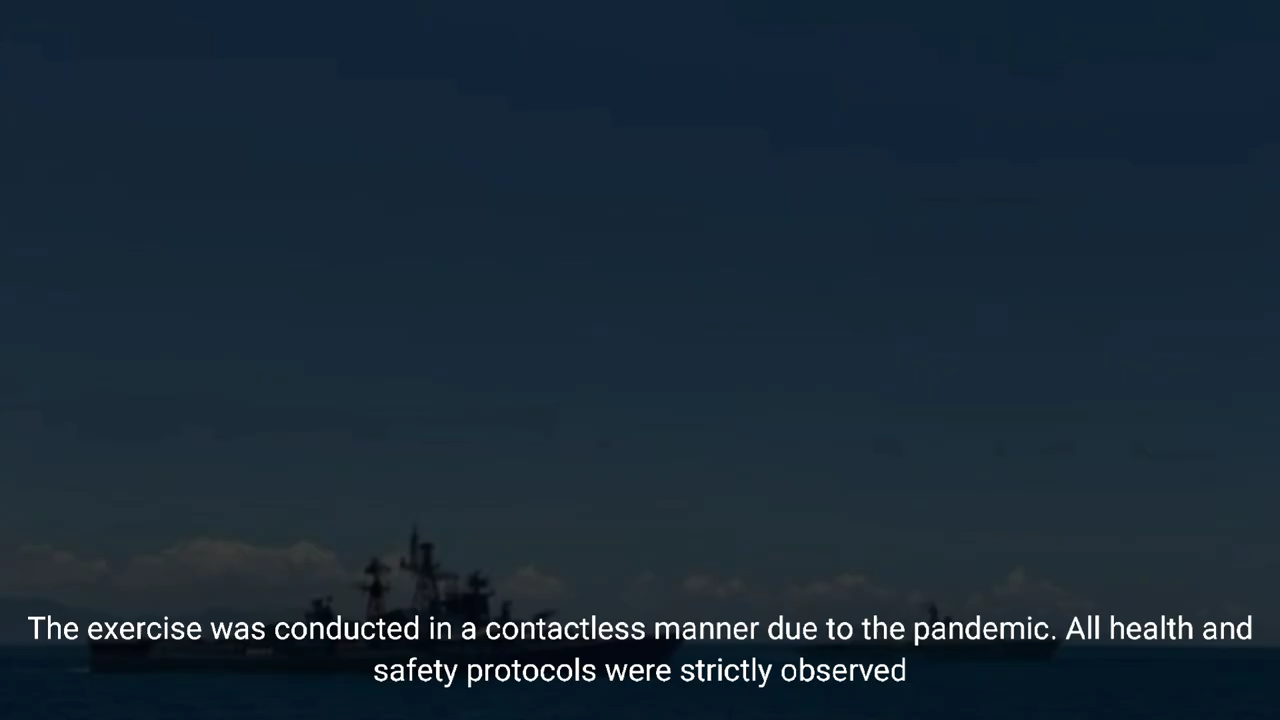 The exercise was conducted in a contactless manner due to the pandemic. All health and
safety protocols were strictly observed